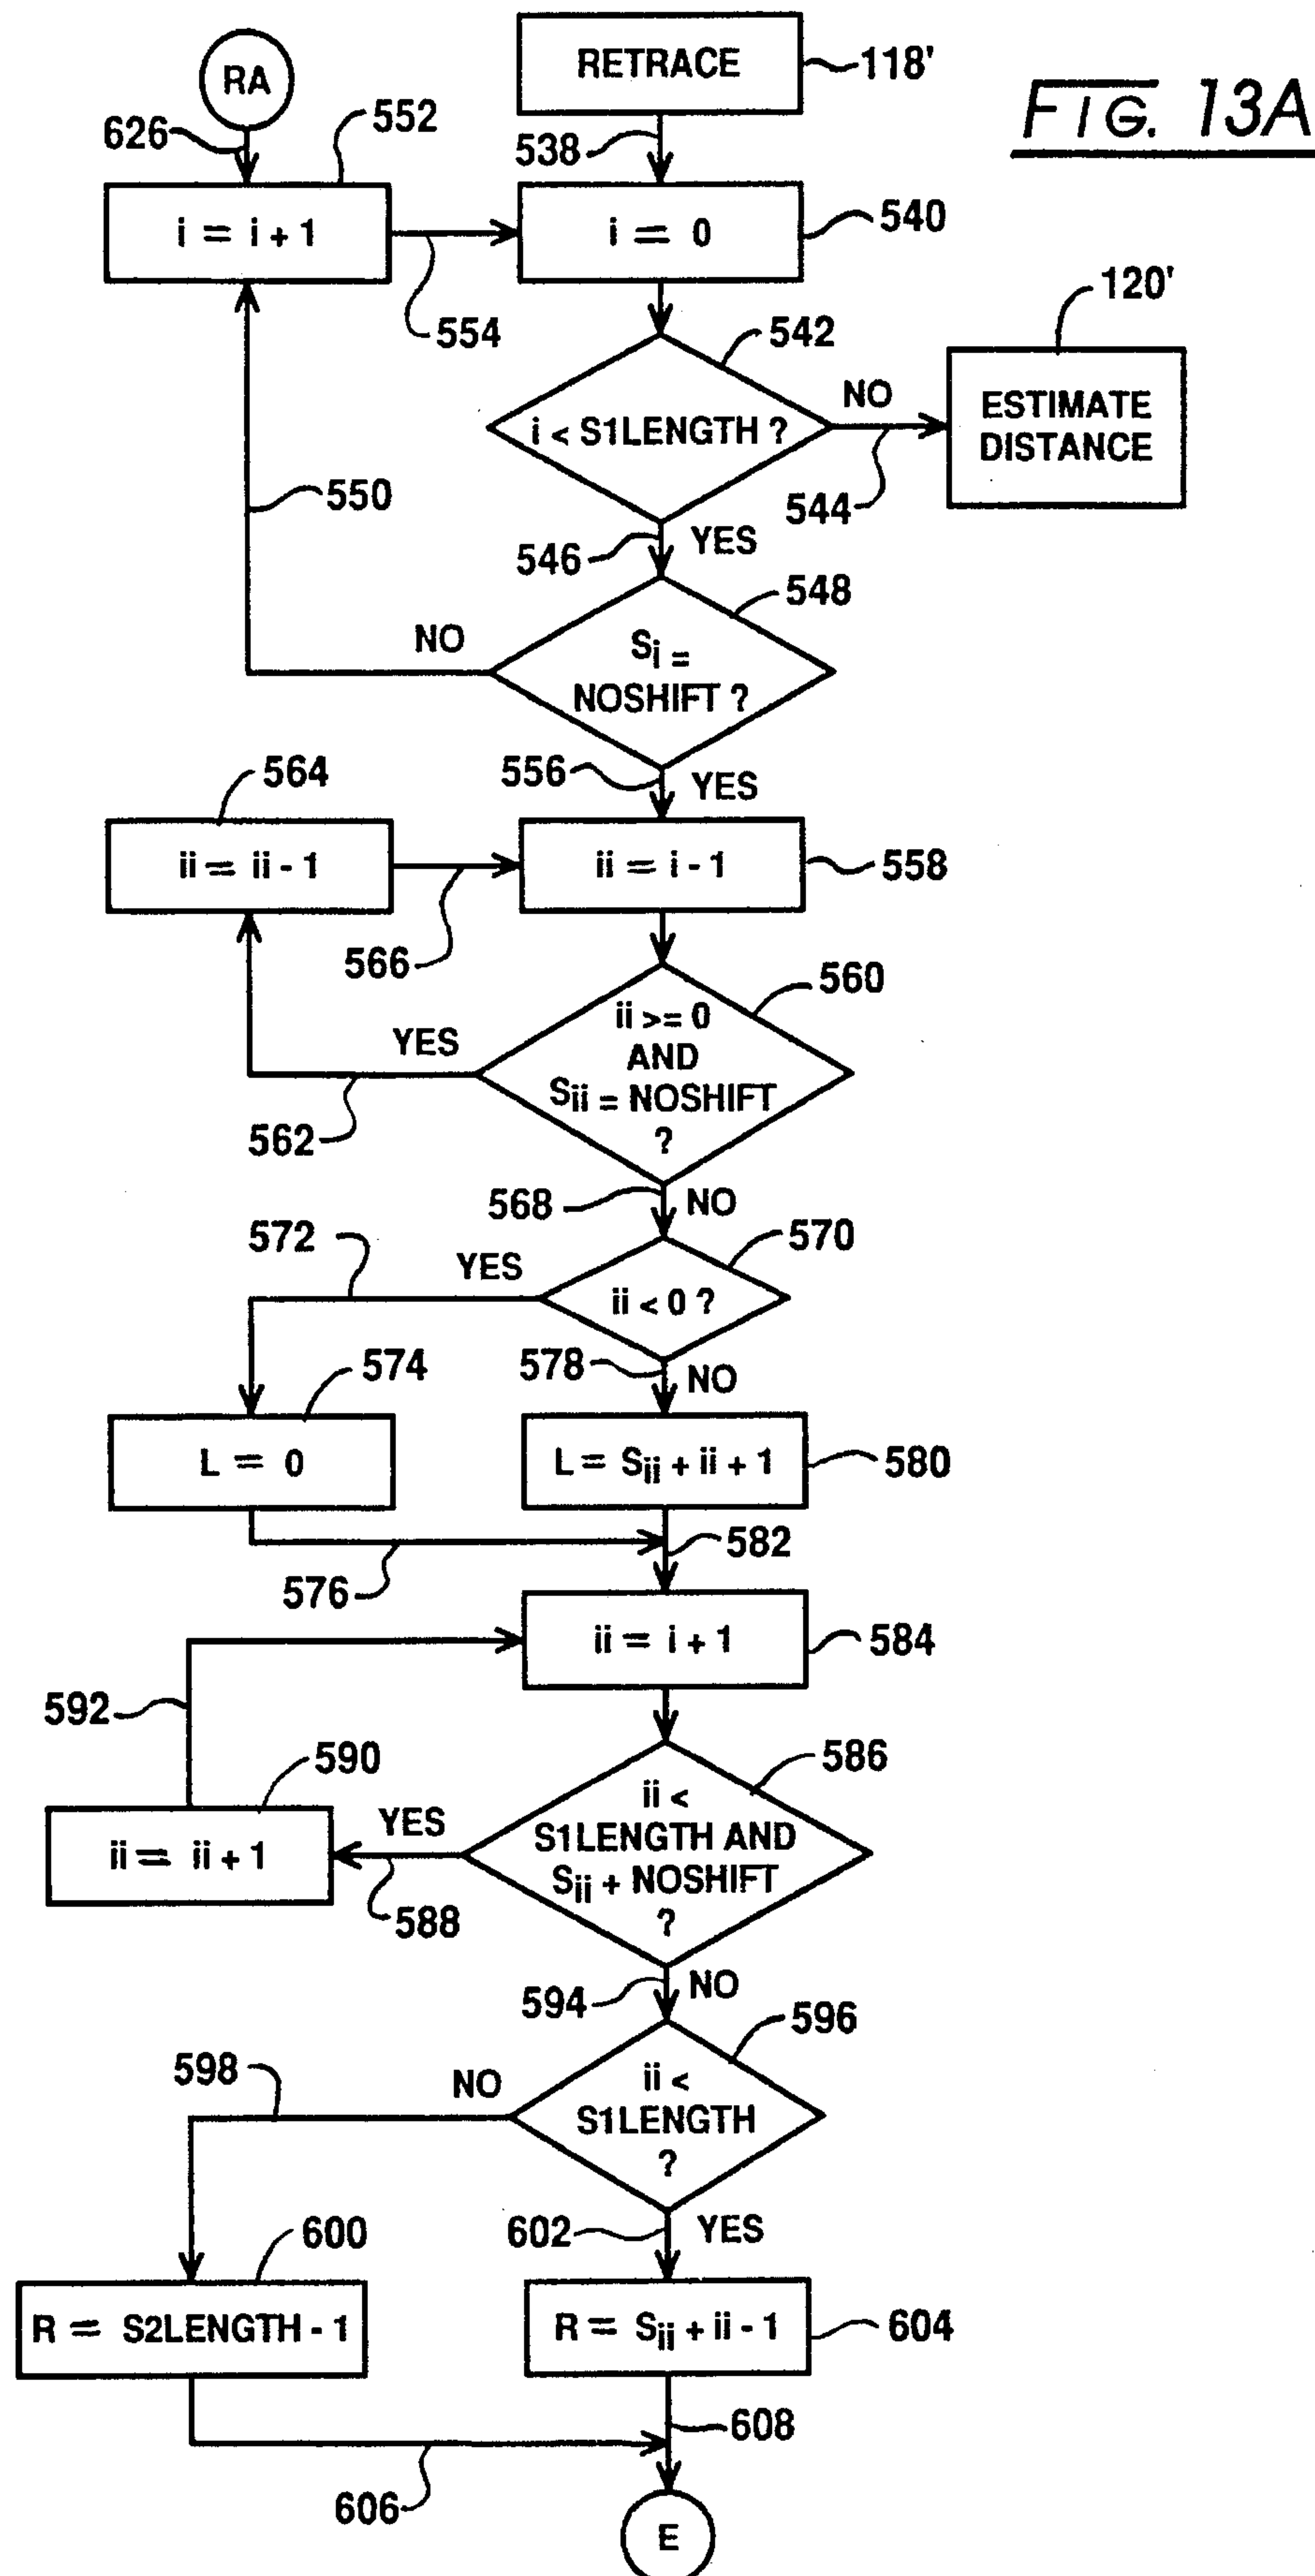 FIG. 13A
RA
RETRACE
118'
626
552
538
i = i + 1
i = 0
540
554
542
120'
i < S1LENGTH ?
NO
ESTIMATE
DISTANCE
544
550
546
YES
548
NO
Si =
NOSHIFT ?
556
YES
564
ii = ii - 1
ii = i - 1
558
566
560
YES
ii >= 0
AND
Sii = NOSHIFT
?
562
568
NO
572
YES
570
ii < 0 ?
578
NO
574
L = 0
L = Sii + ii + 1
580
576
582
ii = i + 1
584
592
590
586
YES
ii <
S1LENGTH AND
Sii + NOSHIFT
?
ii = ii + 1
588
594
NO
596
598
NO
ii <
S1LENGTH
?
602
YES
600
R = S2LENGTH - 1
R = Sii + ii - 1
604
608
606
E